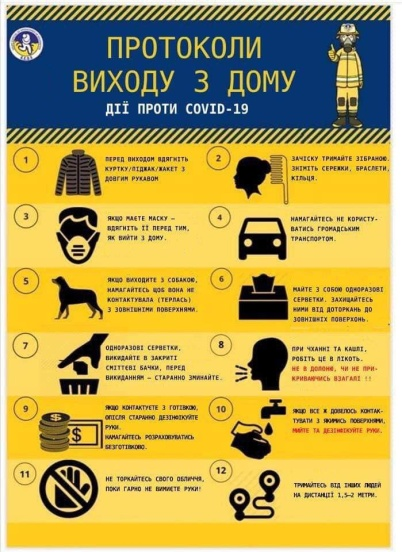 ПРОТОКОЛИ
ВИХОДУ З ДОМУ
ДІЇ ПРОТИ COVID-19
1
ПЕРЕД ВИХОДОМ ВДЯГНІТЬ
КУРТКУ/ПІДЖАК/ЖАКЕТ З
ДОВГИМ РУКАВОМ
2
ЗАЧІСКУ ТРИМАЙТЕ ЗІБРАНОЮ.
ЗНІМІТЬ СЕРЕЖКИ, БРАСЛЕТИ,
КІЛЬЦЯ.
3
ЯКЩО МАЄТЕ МАСКУ –
ВДЯГНІТЬ ЇЇ ПЕРЕД ТИМ,
ЯК ВИЙТИ З ДОМУ.
4
НАМАГАЙТЕСЬ НЕ КОРИСТУ-
ВАТИСЬ ГРОМАДСЬКИМ
ТРАНСПОРТОМ.
5
ЯКЩО ВИХОДИТЕ З СОБАКОЮ,
НАМАГАЙТЕСЬ ЩОБ ВОНА НЕ
КОНТАКТУВАЛА (ТЕРЛАСЬ)
З ЗОВНІШНІМИ ПОВЕРХНЯМИ.
6
МАЙТЕ З СОБОЮ ОДНОРАЗОВІ
СЕРВЕТКИ. ЗАХИЩАЙТЕСЬ
НИМИ ВІД ДОТОРКАНЬ ДО
ЗОВНІШНІХ ПОВЕРХОНЬ.
7
ОДНОРАЗОВІ СЕРВЕТКИ,
ВИКИДАЙТЕ В ЗАКРИТІ
СМІТТЕВІ БАЧКИ, ПЕРЕД
ВИКИДАННЯМ – СТАРАННО ЗМИНАЙТЕ.
8
ПРИ ЧХАННІ ТА КАШЛІ,
РОБІТЬ ЦЕ В ЛІКОТЬ.
НЕ В ДОЛОНЮ, ЧИ НЕ ПРИ-
КРИВАЮЧИСЬ ВЗАГАЛІ !!
9
ЯКЩО КОНТАКТУЄТЕ З ГОТІВКОЮ,
ОПІСЛЯ СТАРАННО ДЕЗІНФІКУЙТЕ
РУКИ.
НАМАГАЙТЕСЬ РОЗРАХОВУВАТИСЬ
БЕЗГОТІВКОВО.
10
ЯКЩО ВСЕ Ж ДОВЕЛОСЬ КОНТАК-
ТУВАТИ З ЯКИМИСЬ ПОВЕРХНЯМИ,
МИЙТЕ ТА ДЕЗІНФІКУЙТЕ РУКИ.
11
НЕ ТОРКАЙТЕСЬ СВОГО ОБЛИЧЧЯ,
ПОКИ ГАРНО НЕ ВИМИЄТЕ РУКИ!
12
ТРИМАЙТЕСЬ ВІД ІНШИХ ЛЮДЕЙ
НА ДИСТАНЦІЇ 1,5–2 МЕТРИ.